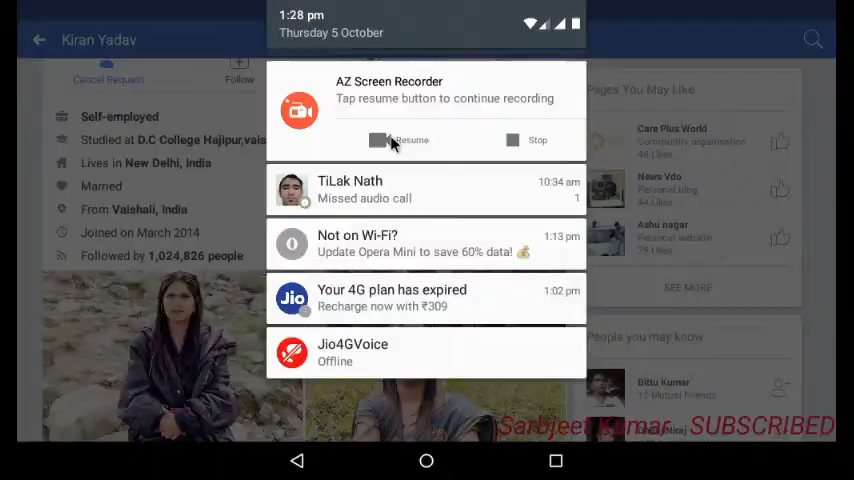 1:28 pm
Thursday 5 October
Kiran Yadav
Cancel Request
Follow
Self-employed
Studied at D.C College Hajipur,vais
Lives in New Delhi, India
Married
From Vaishali, India
Joined on March 2014
Followed by 1,024,826 people
AZ Screen Recorder
Tap resume button to continue recording
Resume
Stop
TiLak Nath
10:34 am
Missed audio call
1
Not on Wi-Fi?
1:13 pm
Update Opera Mini to save 60% data! 💰
Jio
Your 4G plan has expired
1:02 pm
Recharge now with ₹309
Jio4GVoice
Offline
Pages You May Like
Care Plus World
Community organisation
48 Likes
News Vdo
Personal blog
44 Likes
Ashu nagar
Personal website
79 Likes
SEE MORE
People you may know
Bittu Kumar
12 Mutual Friends
Sarbjeet Kumar SUBSCRIBED